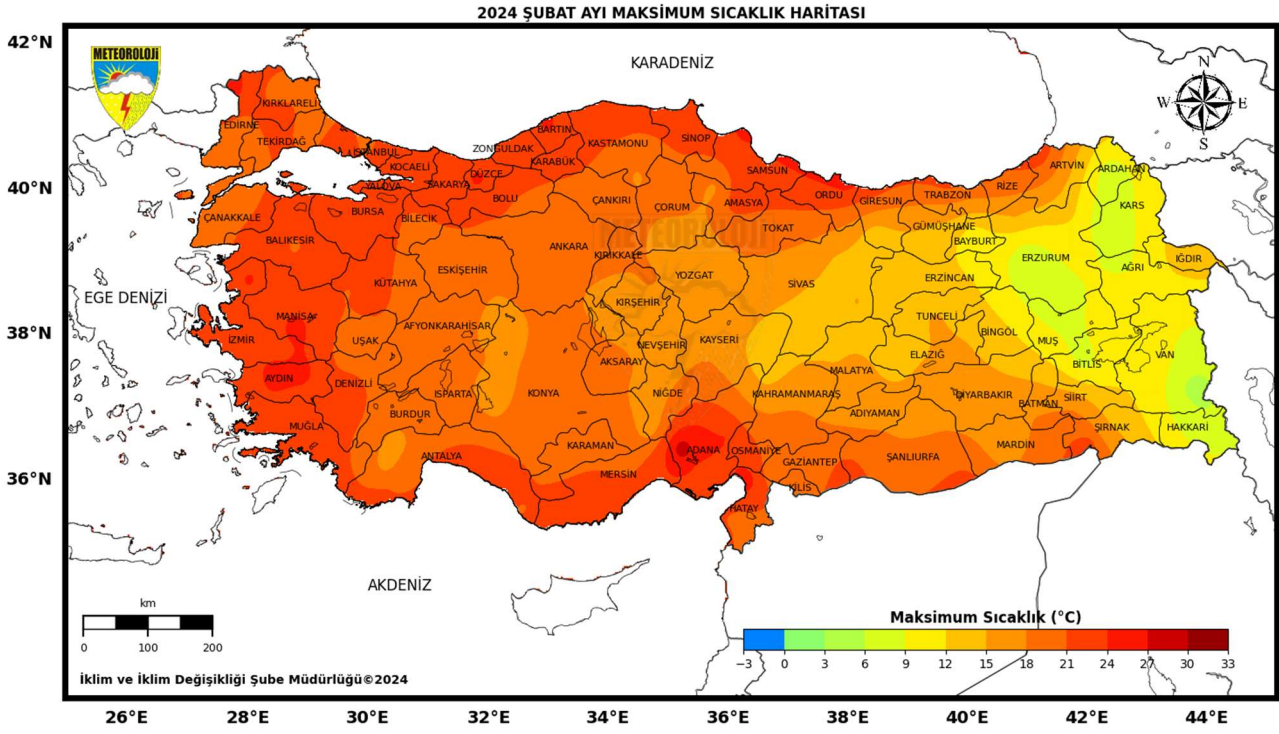 2024 ŞUBAT AYI MAKSİMUM SICAKLIK HARİTASI
42°N
40°N
38°N
36°N
METEOROLOJİ
KARADENİZ
N
W
E
S
KIRKLARELİ
EDİRNE
TEKİRDAĞ
İSTANBUL
KOCAELİ
YALOVA
SAKARYA
DÜZCE
ZONGULDAK
BARTIN
KARABÜK
KASTAMONU
SİNOP
SAMSUN
ORDU
GİRESUN
TRABZON
RİZE
ARTVİN
ARDAHAN
KARS
ÇANAKKALE
BURSA
BİLECİK
BOLU
ÇANKIRI
ÇORUM
AMASYA
TOKAT
GÜMÜŞHANE
BAYBURT
BALIKESİR
ANKARA
METEOROLOJİ
KIRIKKALE
ERZURUM
AĞRI
IĞDIR
EGE DENİZİ
KÜTAHYA
ESKİŞEHİR
YOZGAT
SİVAS
ERZİNCAN
MANİSA
AFYONKARAHİSAR
KIRŞEHİR
TUNCELİ
BİNGÖL
MUŞ
İZMİR
UŞAK
NEVŞEHİR
KAYSERİ
ELAZIĞ
BİTLİS
VAN
AYDIN
DENİZLİ
ISPARTA
KONYA
AKSARAY
NİĞDE
KAHRAMANMARAŞ
MALATYA
DİYARBAKIR
BATMAN
SİİRT
BURDUR
ADIYAMAN
MUĞLA
ANTALYA
KARAMAN
MERSİN
ADANA
OSMANİYE
GAZİANTEP
KİLİS
ŞANLIURFA
MARDİN
ŞIRNAK
HAKKARİ
HATAY
AKDENİZ
km
0 100 200
İklim ve İklim Değişikliği Şube Müdürlüğü©2024
Maksimum Sıcaklık (°C)
−3 0 3 6 9 12 15 18 21 24 27 30 33
26°E 28°E 30°E 32°E 34°E 36°E 38°E 40°E 42°E 44°E